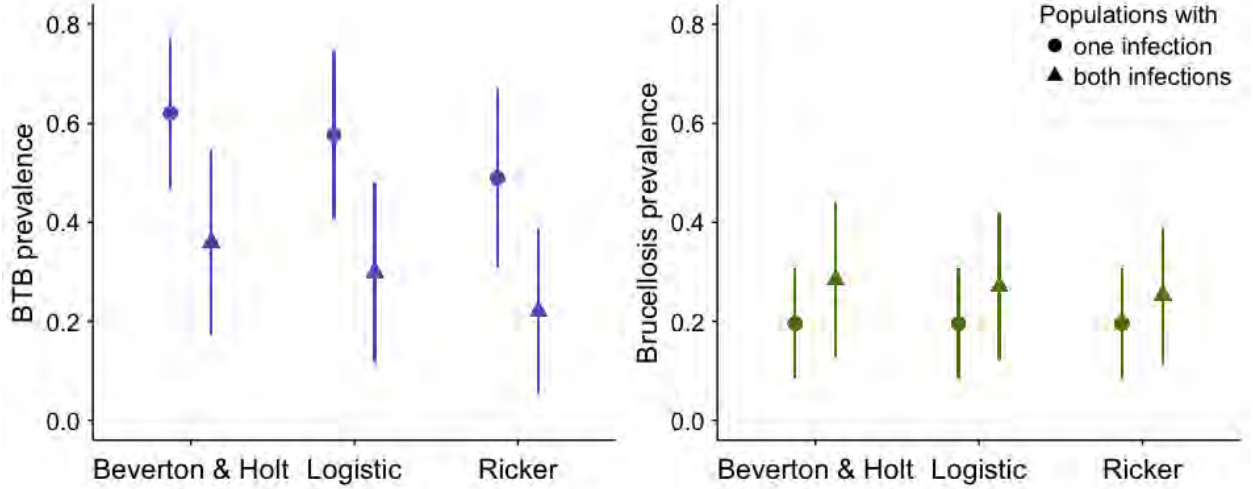 BTB prevalence
0.8
0.6
0.4
0.2
0.0
Beverton & Holt Logistic Ricker
Brucellosis prevalence
0.8
0.6
0.4
0.2
0.0
Beverton & Holt Logistic Ricker
Populations with
one infection
both infections